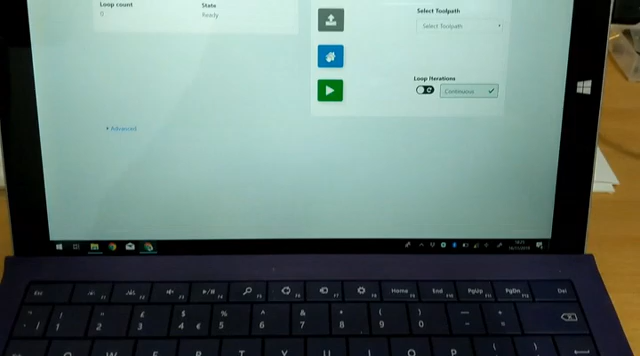 Loop count
State
0
Ready
Select Toolpath
Select Toolpath
Loop Iterations
Continuous
Advanced
Esc
F1
F2
F3
F4
F5
F6
F7
F8
Home
End
PgUp
PgDn
Del
! " £ $ € % ^ & * ( )
1 2 3 4 5 6 7 8 9 0
Q W E R T Y U I O P